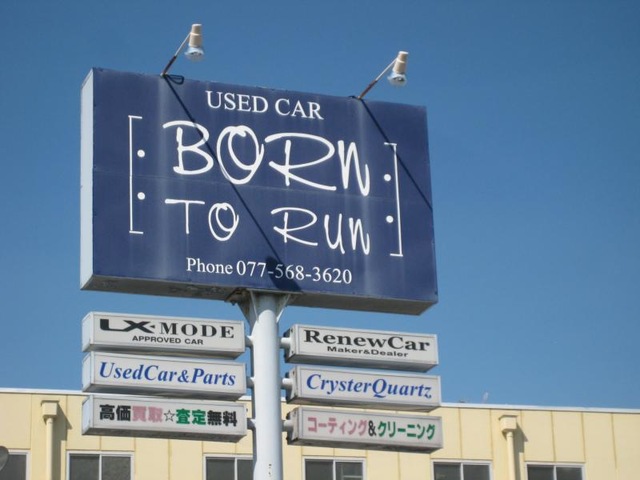 USED CAR
BORN
TO RUN
Phone 077-568-3620
LX-MODE
APPROVED CAR
RenewCar
Maker&Dealer
UsedCar&Parts
CrysterQuartz
高価買取☆査定無料
コーティング&クリーニング